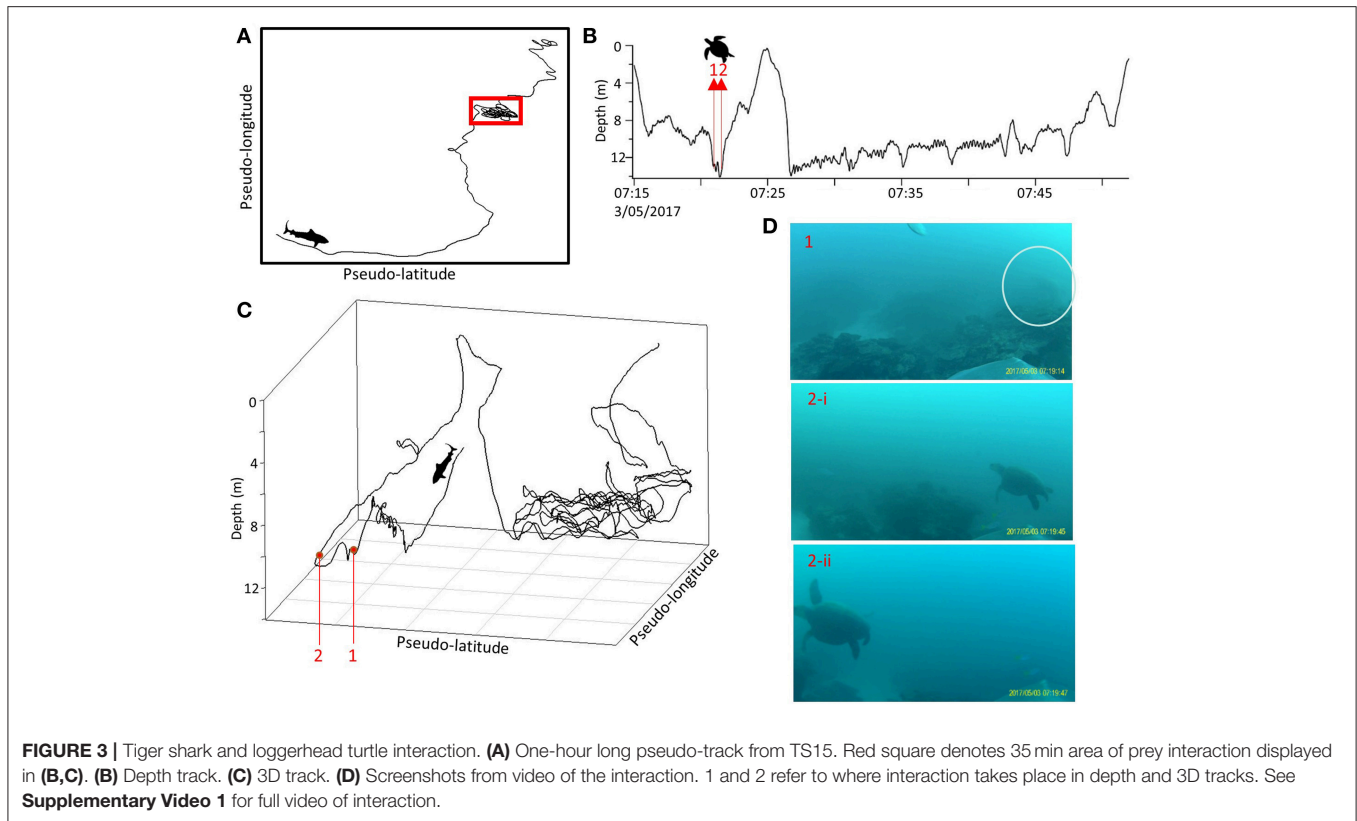 A
Pseudo-longitude
Pseudo-latitude
B
Depth (m)
0
4
8
12
12
07:15
07:25
07:35
07:45
3/05/2017
C
Depth (m)
0
4
8
12
2
1
Pseudo-latitude
Pseudo-longitude
D
1
2017/05/03 07:19:14
2-i
2017/05/03 07:19:45
2-ii
2017/05/03 07:19:47
FIGURE 3 | Tiger shark and loggerhead turtle interaction. (A) One-hour long pseudo-track from TS15. Red square denotes 35 min area of prey interaction displayed
in (B,C). (B) Depth track. (C) 3D track. (D) Screenshots from video of the interaction. 1 and 2 refer to where interaction takes place in depth and 3D tracks. See
Supplementary Video 1 for full video of interaction.